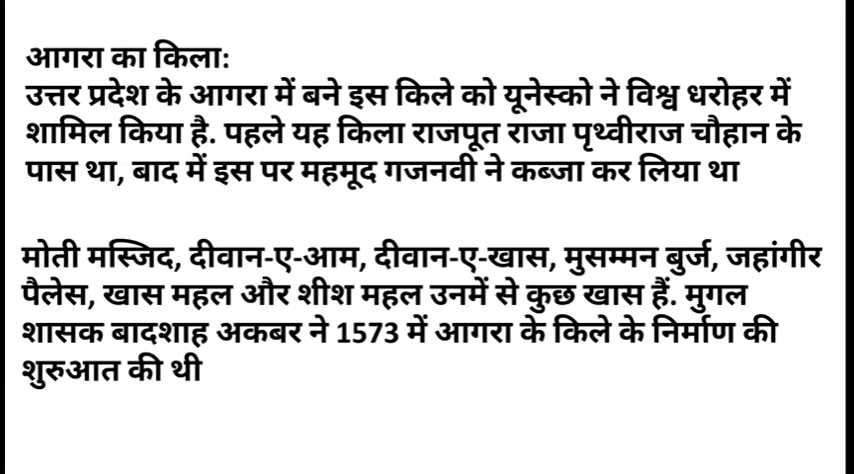 आगरा का किला:
उत्तर प्रदेश के आगरा में बने इस किले को यूनेस्को ने विश्व धरोहर में
शामिल किया है. पहले यह किला राजपूत राजा पृथ्वीराज चौहान के
पास था, बाद में इस पर महमूद गजनवी ने कब्जा कर लिया था
मोती मस्जिद, दीवान-ए-आम, दीवान-ए-खास, मुसम्मन बुर्ज, जहांगीर
पैलेस, खास महल और शीश महल उनमें से कुछ खास हैं. मुगल
शासक बादशाह अकबर ने 1573 में आगरा के किले के निर्माण की
शुरुआत की थी